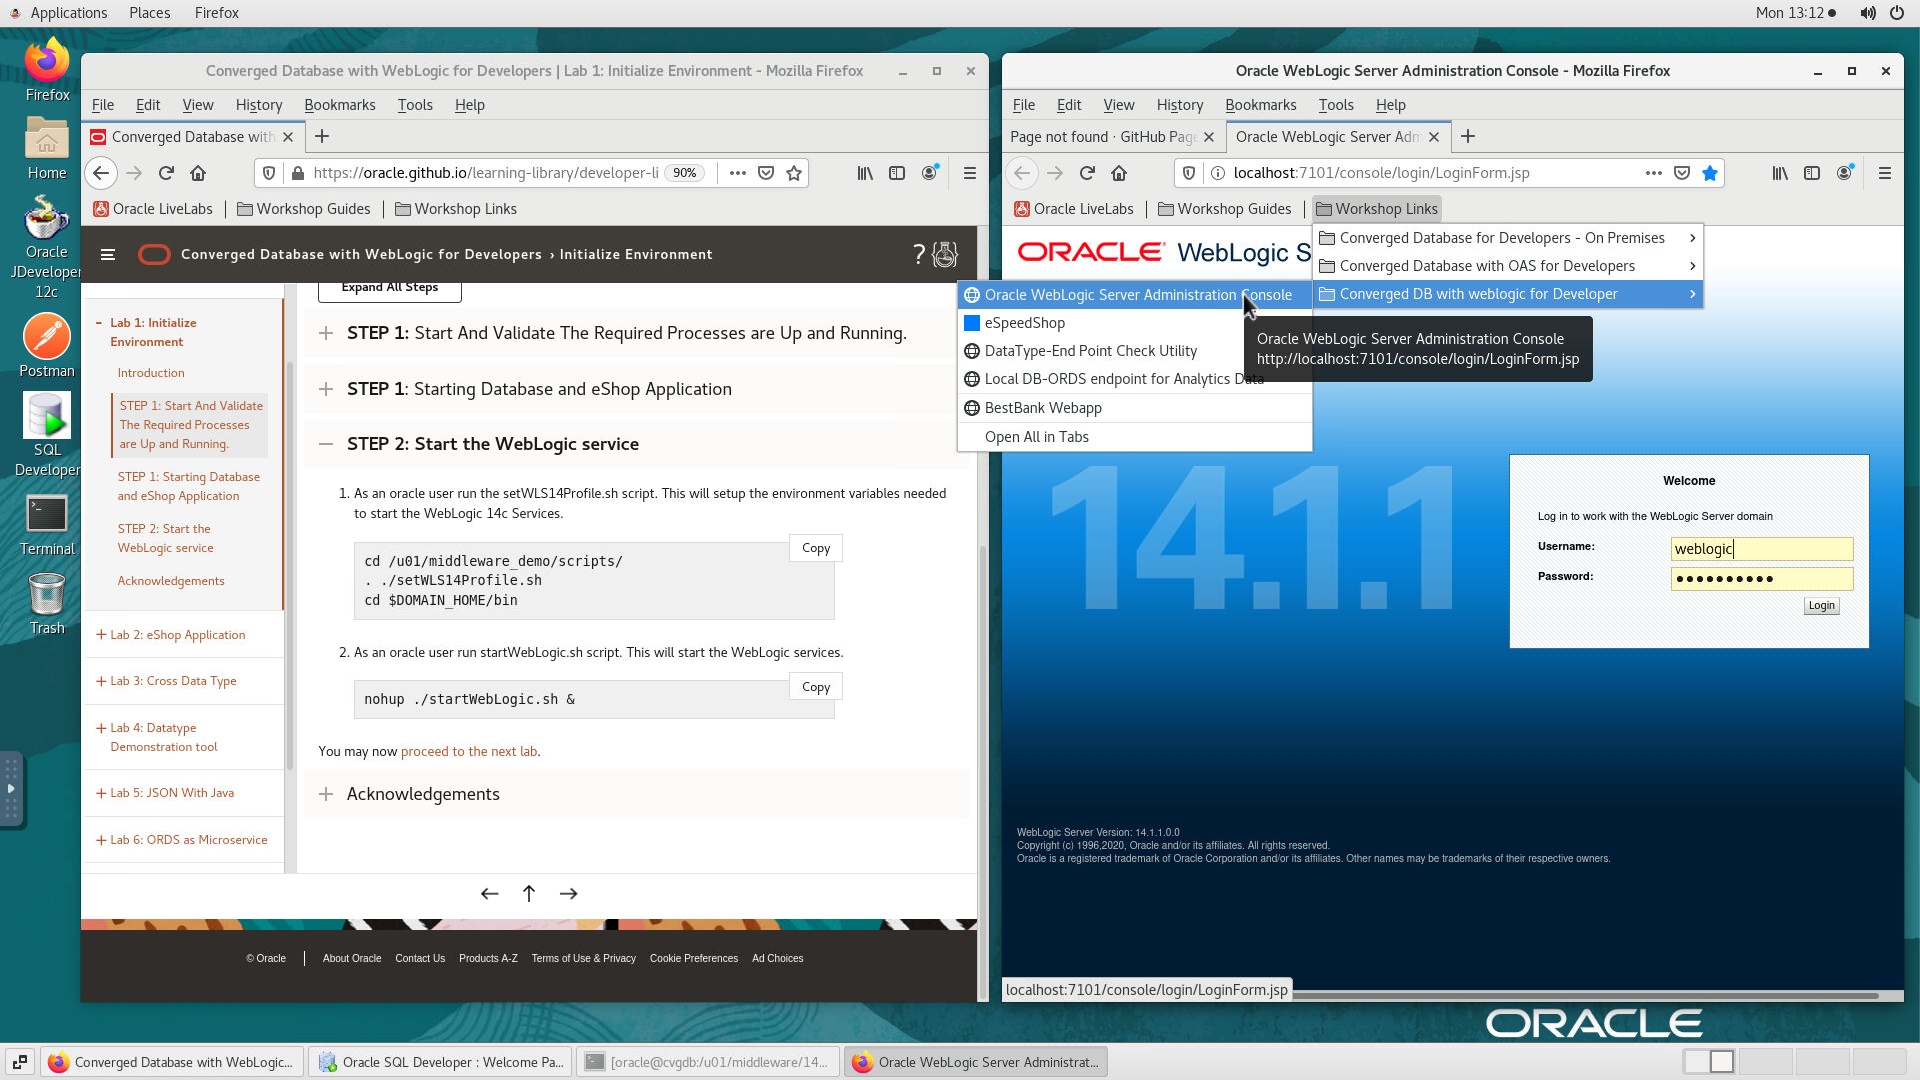 Applications Places Firefox Mon 13:12
Firefox
Home
Oracle
JDeveloper
12c
Postman
SQL
Developer
Terminal
Trash
Converged Database with WebLogic for Developers | Lab 1: Initialize Environment - Mozilla Firefox
File Edit View History Bookmarks Tools Help
Converged Database with
https://oracle.github.io/learning-library/developer-li 90%
Oracle LiveLabs Workshop Guides Workshop Links
Converged Database with WebLogic for Developers › Initialize Environment ?
Lab 1: Initialize
Environment
Introduction
STEP 1: Start And Validate
The Required Processes
are Up and Running.
STEP 1: Starting Database
and eShop Application
STEP 2: Start the
WebLogic service
Acknowledgements
Lab 2: eShop Application
Lab 3: Cross Data Type
Lab 4: Datatype
Demonstration tool
Lab 5: JSON With Java
Lab 6: ORDS as Microservice
Expand All Steps
STEP 1: Start And Validate The Required Processes are Up and Running.
STEP 1: Starting Database and eShop Application
STEP 2: Start the WebLogic service
1. As an oracle user run the setWLS14Profile.sh script. This will setup the environment variables needed
to start the WebLogic 14c Services.
Copy
cd /u01/middleware_demo/scripts/
. ./setWLS14Profile.sh
cd $DOMAIN_HOME/bin
2. As an oracle user run startWebLogic.sh script. This will start the WebLogic services.
Copy
nohup ./startWebLogic.sh &
You may now proceed to the next lab.
Acknowledgements
© Oracle About Oracle Contact Us Products A-Z Terms of Use & Privacy Cookie Preferences Ad Choices
Oracle WebLogic Server Administration Console - Mozilla Firefox
File Edit View History Bookmarks Tools Help
Page not found · GitHub Page Oracle WebLogic Server Adm
localhost:7101/console/login/LoginForm.jsp
Oracle LiveLabs Workshop Guides Workshop Links
ORACLE WebLogic S
Converged Database for Developers - On Premises
Converged Database with OAS for Developers
Converged DB with weblogic for Developer
Oracle WebLogic Server Administration Console
eSpeedShop
DataType-End Point Check Utility
Local DB-ORDS endpoint for Analytics Data
BestBank Webapp
Open All in Tabs
Oracle WebLogic Server Administration Console
http://localhost:7101/console/login/LoginForm.jsp
14.1.1
Welcome
Log in to work with the WebLogic Server domain
Username: weblogic
Password: ●●●●●●●●●●
Login
WebLogic Server Version: 14.1.1.0.0
Copyright (c) 1996,2020, Oracle and/or its affiliates. All rights reserved.
Oracle is a registered trademark of Oracle Corporation and/or its affiliates. Other names may be trademarks of their respective owners.
localhost:7101/console/login/LoginForm.jsp
ORACLE
Converged Database with WebLogic... Oracle SQL Developer : Welcome Pa... [oracle@cvgdb:/u01/middleware/14... Oracle WebLogic Server Administrat...